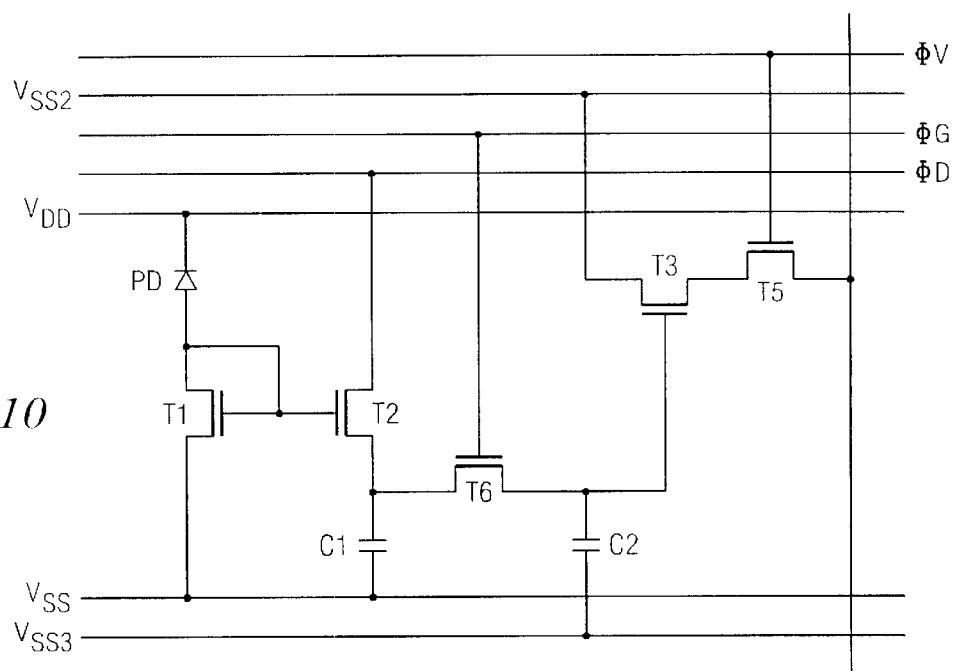 ΦV
V_SS2
ΦG
ΦD
V_DD
T3
PD
T5
10
T1
T2
T6
C1
C2
V_SS
V_SS3